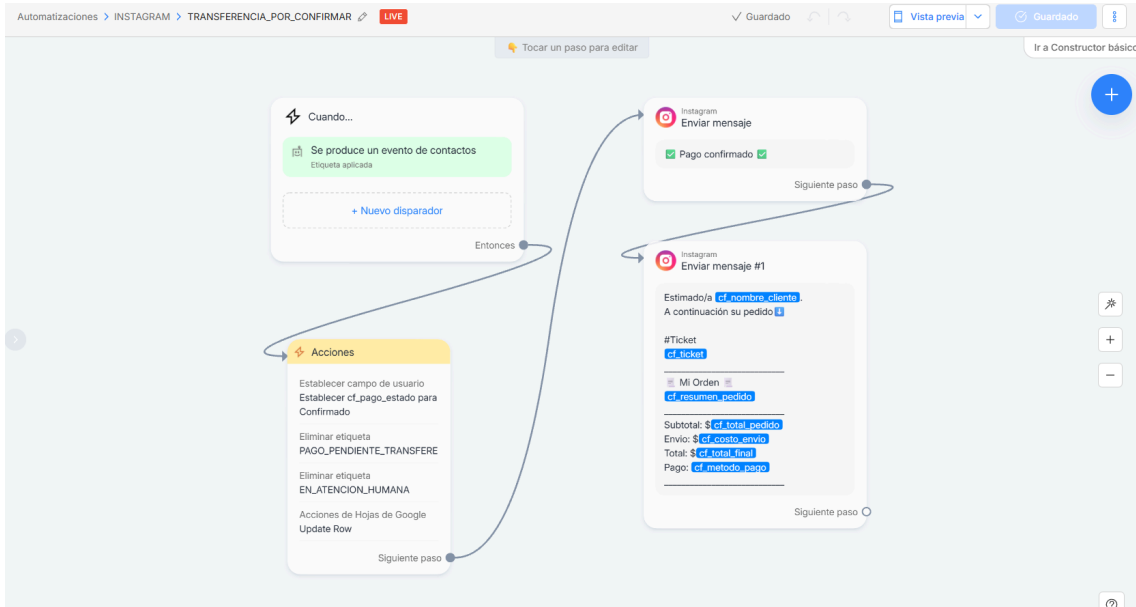 Automatizaciones > INSTAGRAM > TRANSFERENCIA_POR_CONFIRMAR LIVE
Guardado
Vista previa
Guardado
👇 Tocar un paso para editar
Ir a Constructor básico
Cuando...
Se produce un evento de contactos
Etiqueta aplicada
+ Nuevo disparador
Entonces
Acciones
Establecer campo de usuario
Establecer cf_pago_estado para
Confirmado
Eliminar etiqueta
PAGO_PENDIENTE_TRANSFERE
Eliminar etiqueta
EN_ATENCION_HUMANA
Acciones de Hojas de Google
Update Row
Siguiente paso
Instagram
Enviar mensaje
✅ Pago confirmado ✅
Siguiente paso
Instagram
Enviar mensaje #1
Estimado/a cf_nombre_cliente.
A continuación su pedido⬇️
#Ticket
cf_ticket
Mi Orden
cf_resumen_pedido
Subtotal: $cf_total_pedido
Envio: $cf_costo_envio
Total: $cf_total_final
Pago: cf_metodo_pago
Siguiente paso